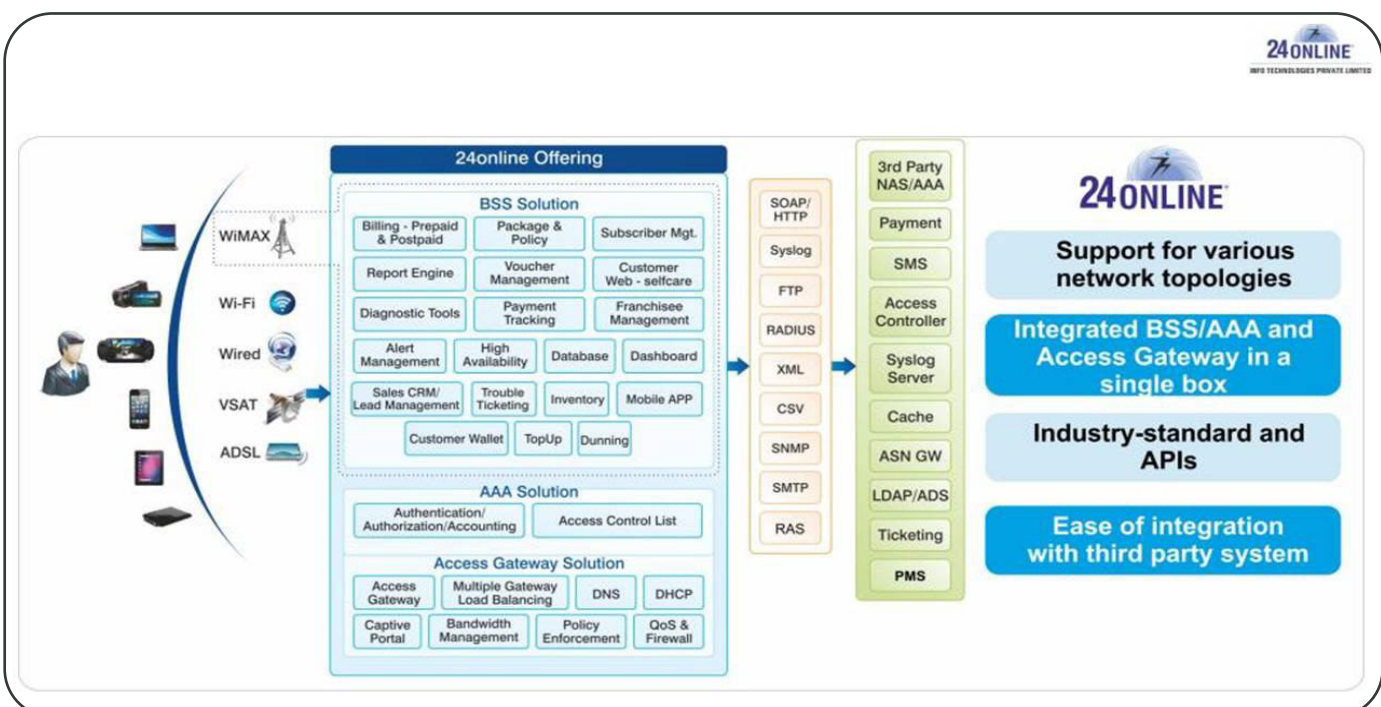 24ONLINE
INFO TECHNOLOGIES PRIVATE LIMITED
WiMAX
Wi-Fi
Wired
VSAT
ADSL
24online Offering
BSS Solution
Billing - Prepaid
& Postpaid
Package &
Policy
Subscriber Mgt.
Report Engine
Voucher
Management
Customer
Web - selfcare
Diagnostic Tools
Payment
Tracking
Franchisee
Management
Alert
Management
High
Availability
Database
Dashboard
Sales CRM/
Lead Management
Trouble
Ticketing
Inventory
Mobile APP
Customer Wallet
TopUp
Dunning
AAA Solution
Authentication/
Authorization/Accounting
Access Control List
Access Gateway Solution
Access
Gateway
Multiple Gateway
Load Balancing
DNS
DHCP
Captive
Portal
Bandwidth
Management
Policy
Enforcement
QoS &
Firewall
SOAP/
HTTP
Syslog
FTP
RADIUS
XML
CSV
SNMP
SMTP
RAS
3rd Party
NAS/AAA
Payment
SMS
Access
Controller
Syslog
Server
Cache
ASN GW
LDAP/ADS
Ticketing
PMS
24ONLINE
Support for various
network topologies
Integrated BSS/AAA and
Access Gateway in a
single box
Industry-standard and
APIs
Ease of integration
with third party system